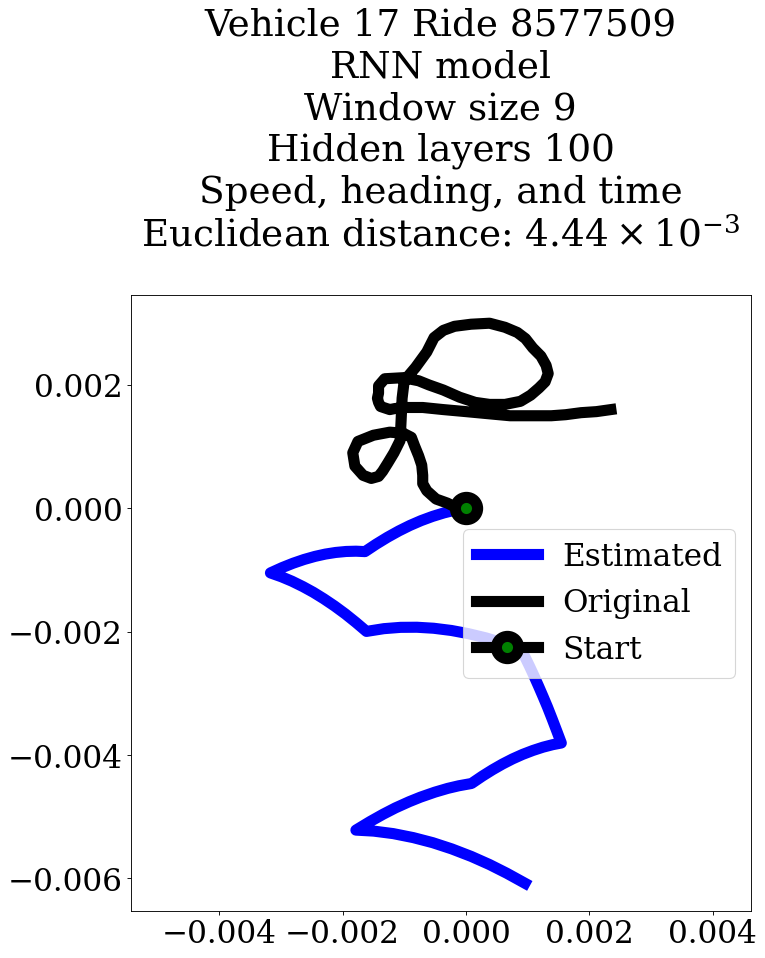 Vehicle 17 Ride 8577509
RNN model
Window size 9
Hidden layers 100
Speed, heading, and time
Euclidean distance: 4.44 × 10⁻³
0.002
0.000
−0.002
−0.004
−0.006
Estimated
Original
Start
−0.004 −0.002 0.000 0.002 0.004